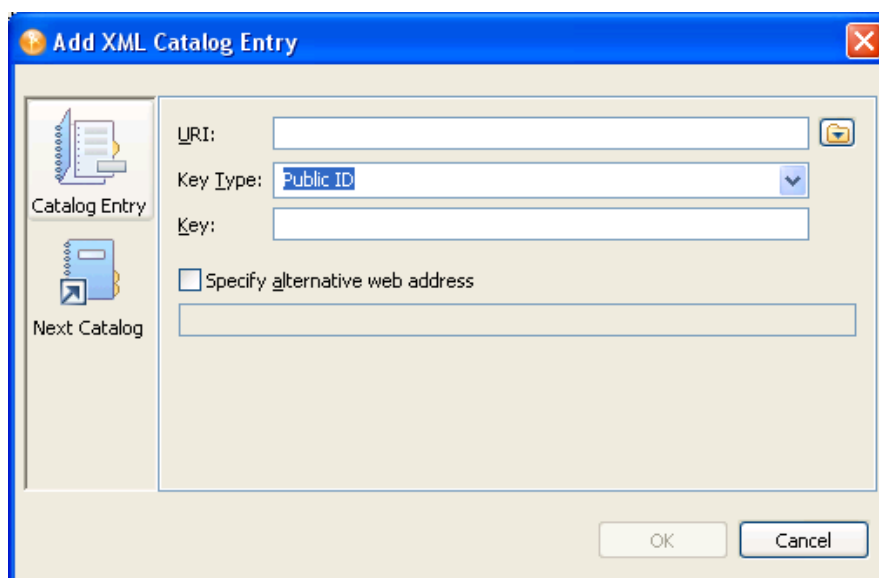 Add XML Catalog Entry
URI:
Key Type: Public ID
Catalog Entry
Key:
Specify alternative web address
Next Catalog
OK Cancel